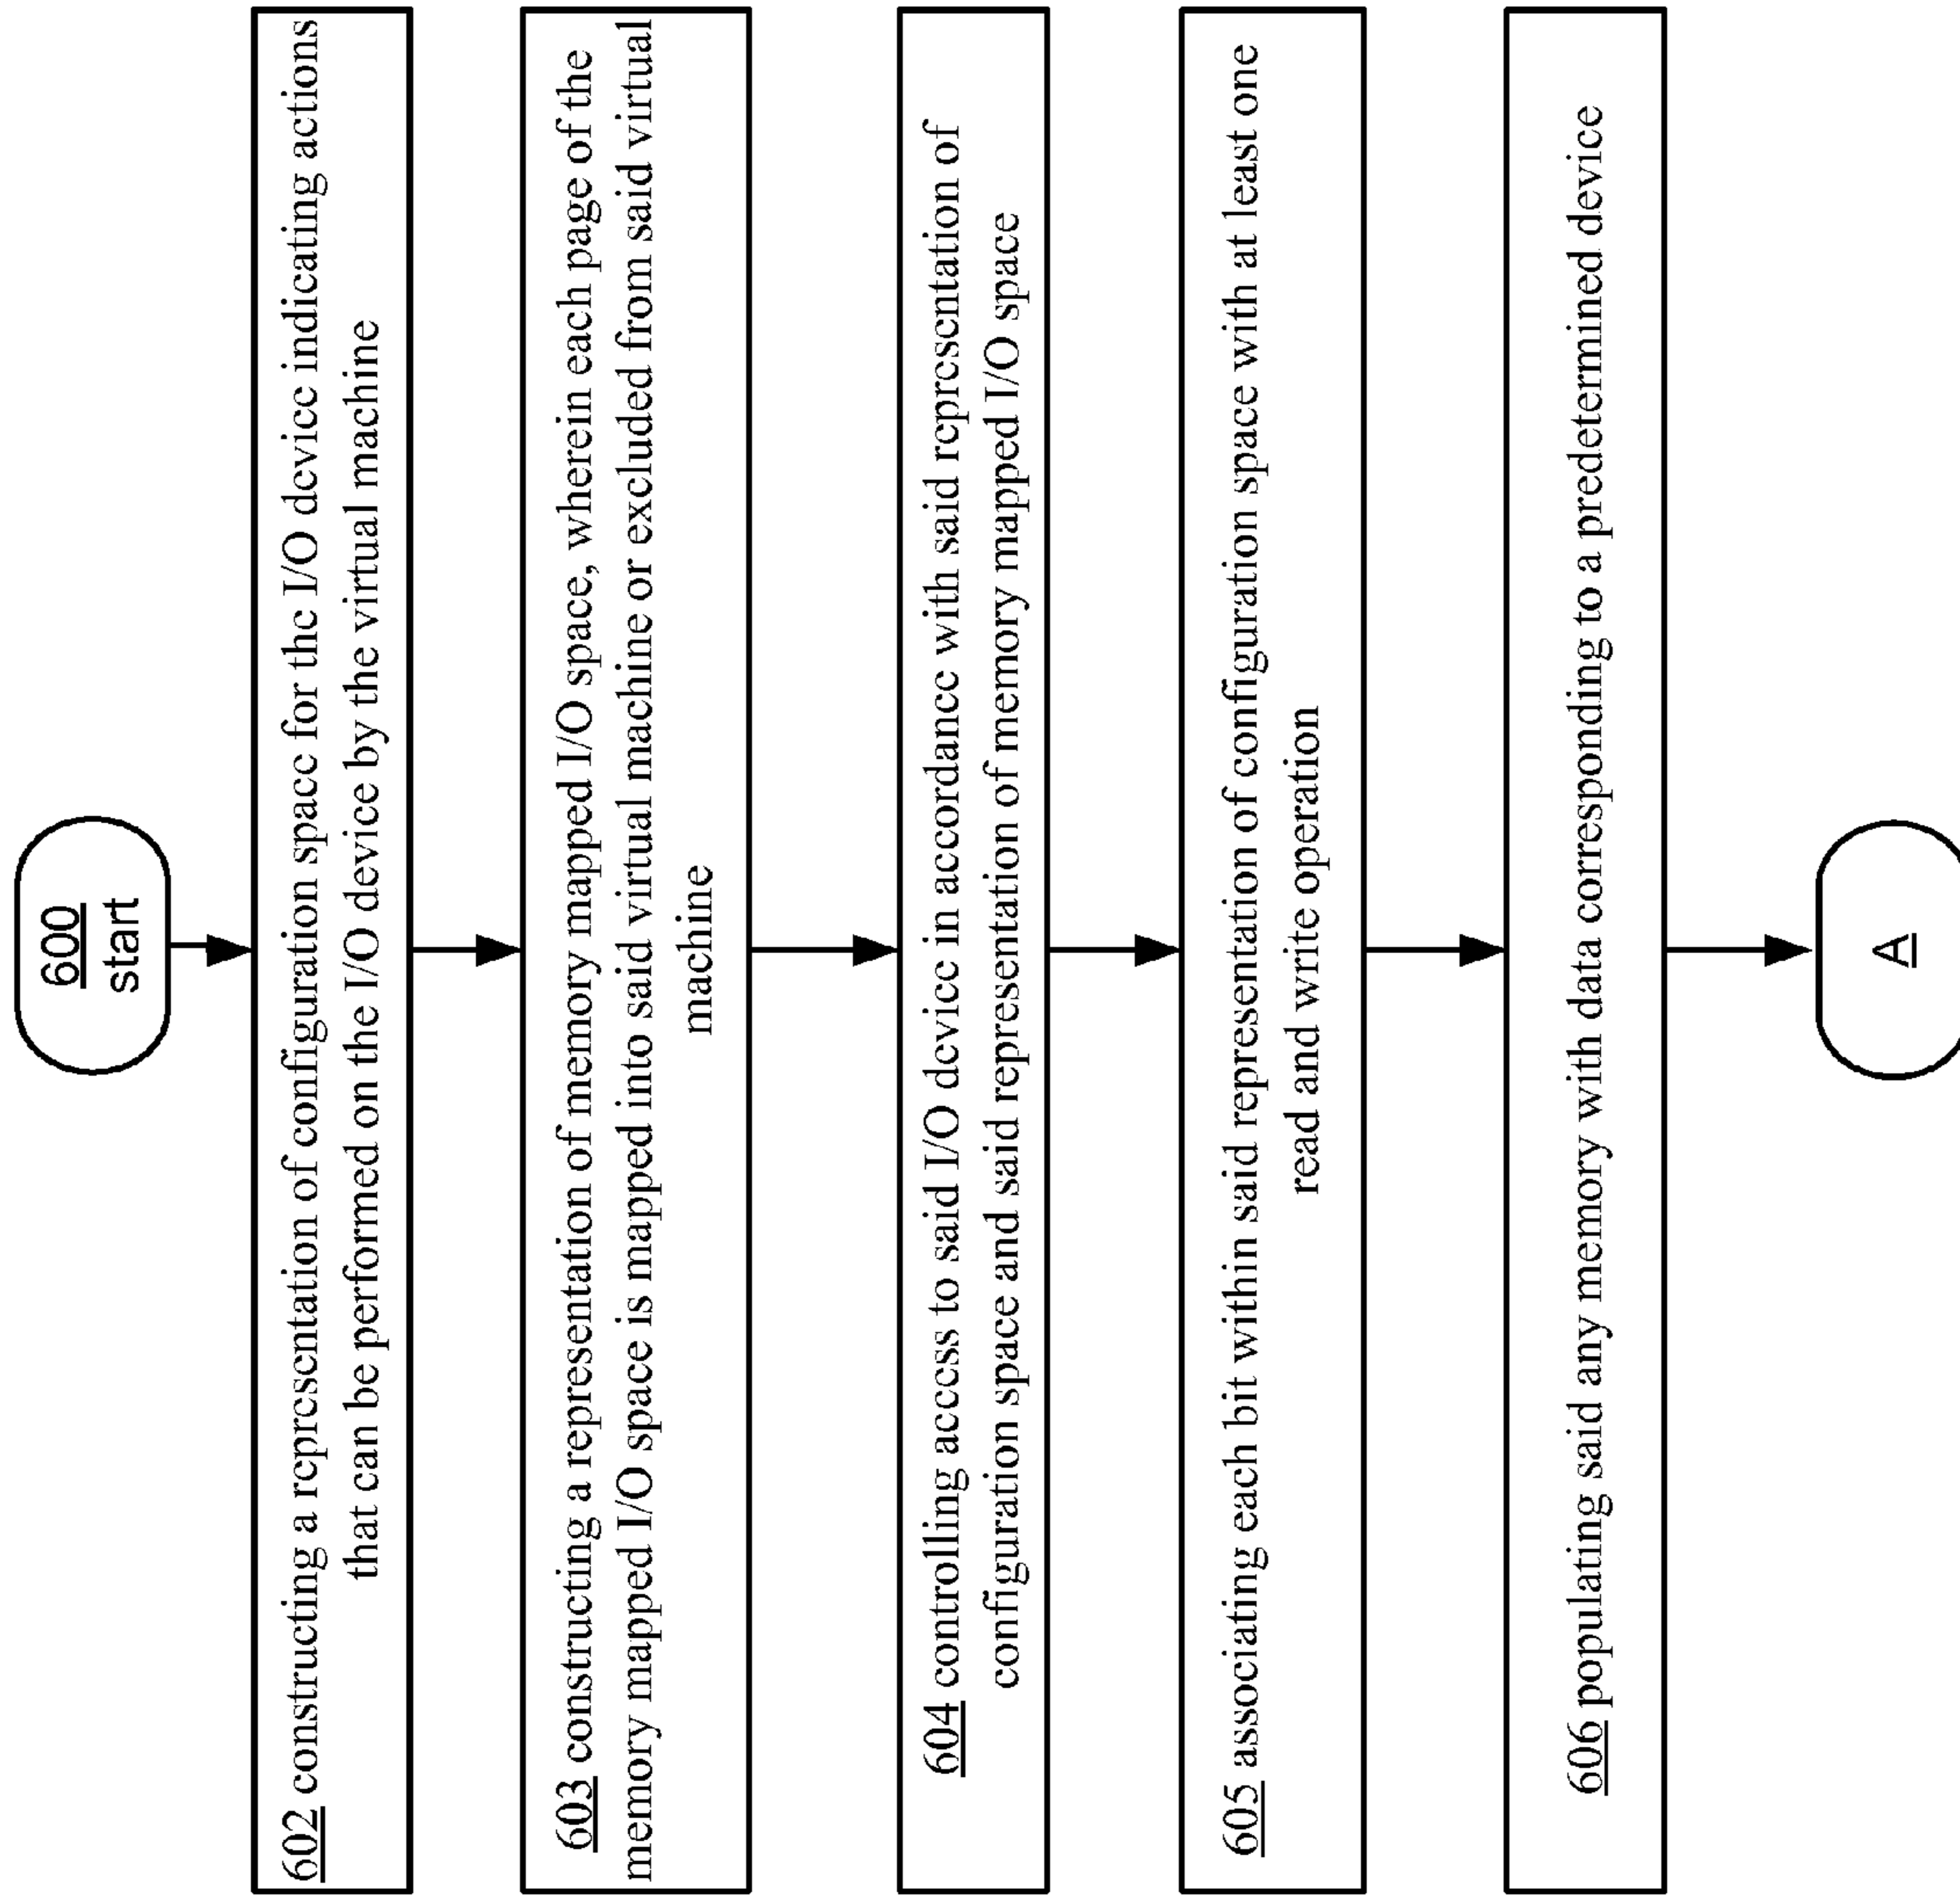 600
start
602 constructing a representation of configuration space for the I/O device indicating actions
that can be performed on the I/O device by the virtual machine
603 constructing a representation of memory mapped I/O space, wherein each page of the
memory mapped I/O space is mapped into said virtual machine or excluded from said virtual
machine
604 controlling access to said I/O device in accordance with said representation of
configuration space and said representation of memory mapped I/O space
605 associating each bit within said representation of configuration space with at least one
read and write operation
606 populating said any memory with data corresponding to a predetermined device
A